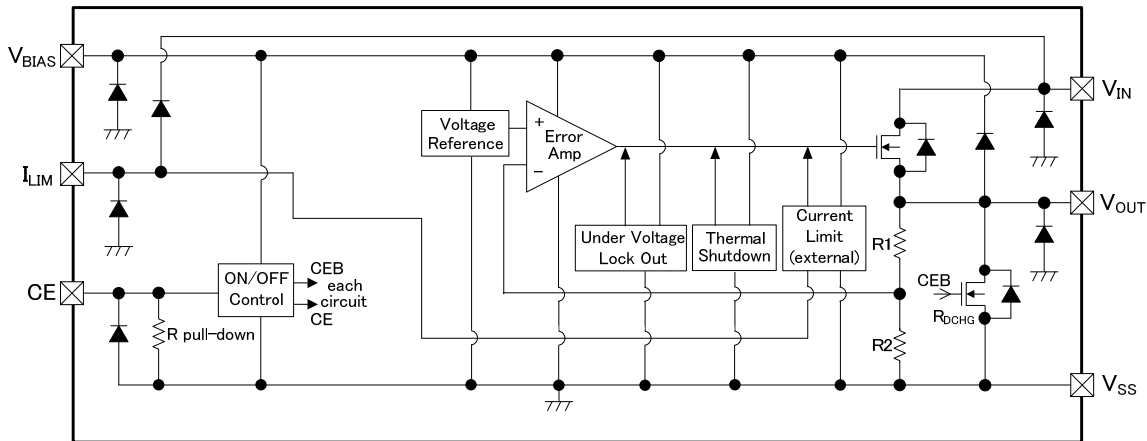 VBIAS
VIN
Voltage
Reference
+
Error
Amp
−
ILIM
VOUT
Under Voltage
Lock Out
Thermal
Shutdown
Current
Limit
(external)
R1
CE
ON/OFF
Control
CEB
each
circuit
CE
CEB
RDCHG
R pull-down
R2
VSS